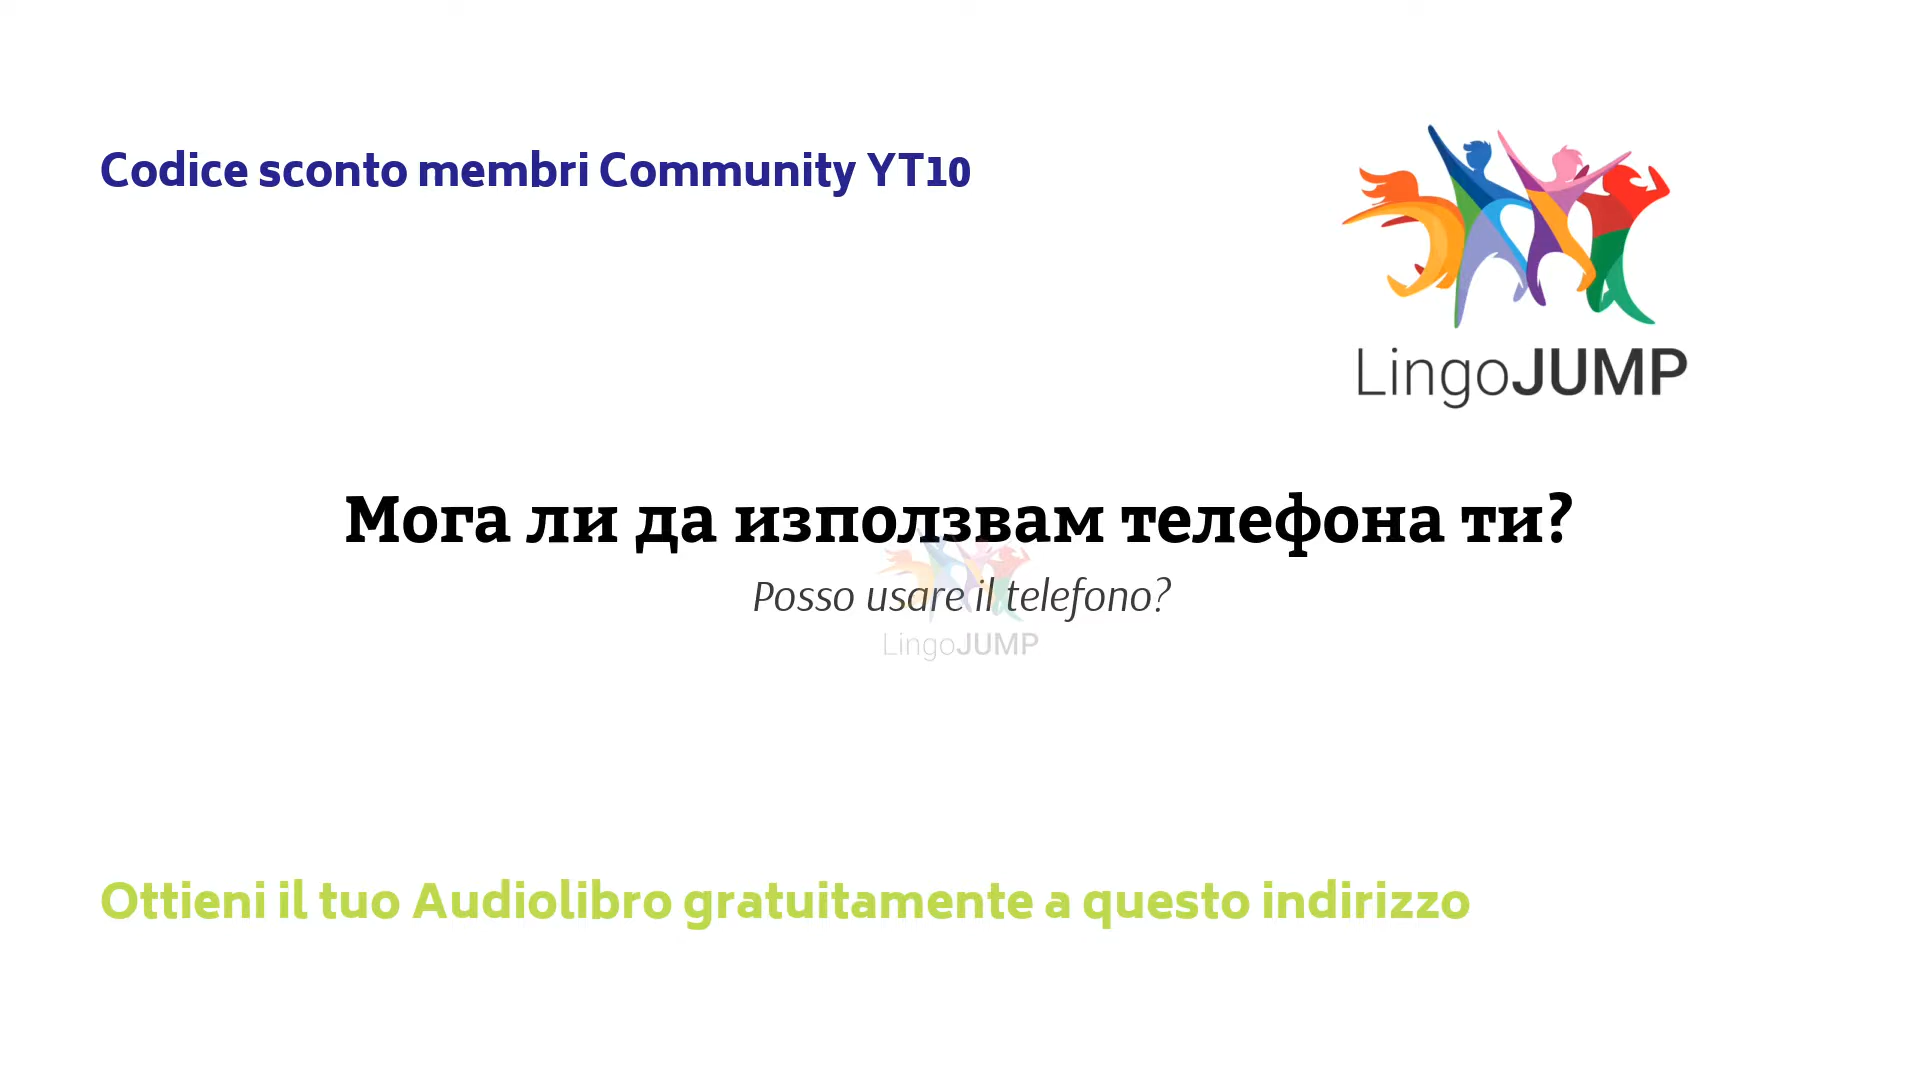 Codice sconto membri Community YT10
LingoJUMP
Мога ли да използвам телефона ти?
Posso usare il telefono?
LingoJUMP
Ottieni il tuo Audiolibro gratuitamente a questo indirizzo